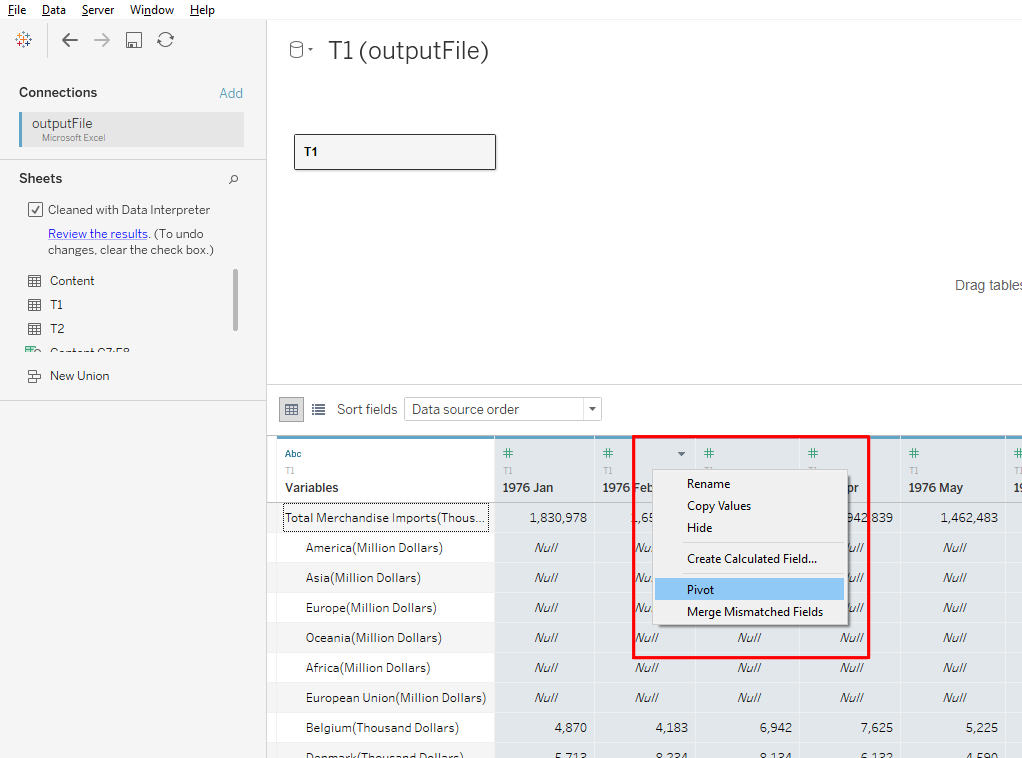 File Data Server Window Help
T1 (outputFile)
Connections Add
outputFile
Microsoft Excel
T1
Sheets
Cleaned with Data Interpreter
Review the results. (To undo
changes, clear the check box.)
Content
T1
T2
Content C7:E8
New Union
Drag tables
Sort fields Data source order
Abc
T1 T1 T1
Variables 1976 Jan 1976 Feb pr 1976 May
Rename
Copy Values
Hide
Create Calculated Field...
Pivot
Merge Mismatched Fields
Total Merchandise Imports(Thous... 1,830,978 1,65 942,839 1,462,483
America(Million Dollars) Null Nu ull Null
Asia(Million Dollars) Null Nu ull Null
Europe(Million Dollars) Null Nu ull Null
Oceania(Million Dollars) Null Null Null Null Null
Africa(Million Dollars) Null Null Null Null Null
European Union(Million Dollars) Null Null Null Null Null
Belgium(Thousand Dollars) 4,870 4,183 6,942 7,625 5,225
Denmark(Thousand Dollars) 5,713 8,234 8,134 6,132 4,590